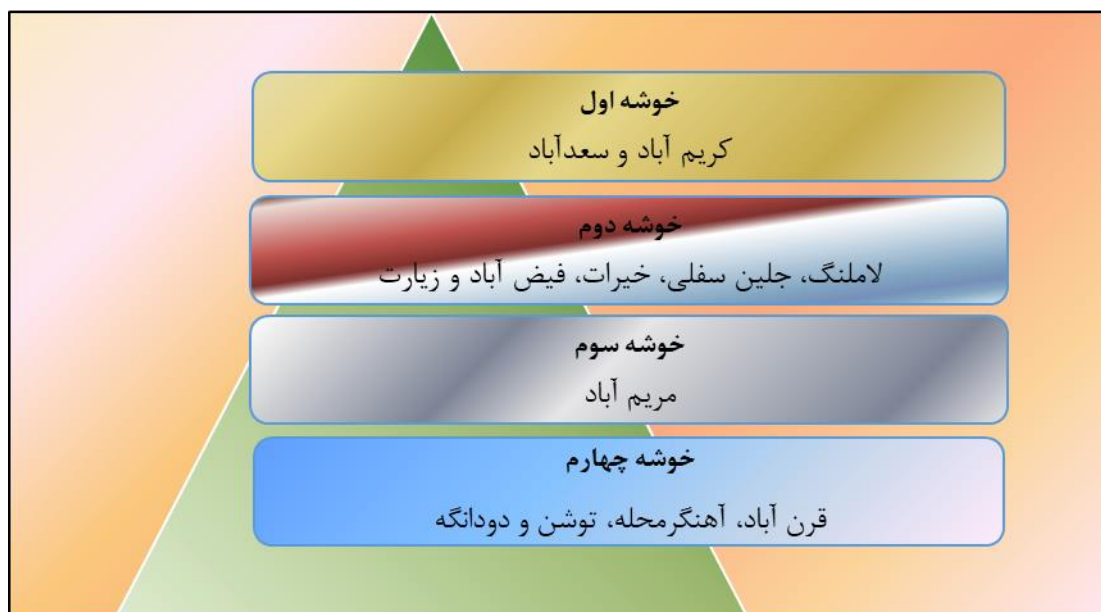 خوشه اول
کریم آباد و سعدآباد
خوشه دوم
لاملنگ، جلین سفلی، خیرات، فیض آباد و زیارت
خوشه سوم
مریم آباد
خوشه چهارم
قرن آباد، آهنگرمحله، توشن و دودانگه